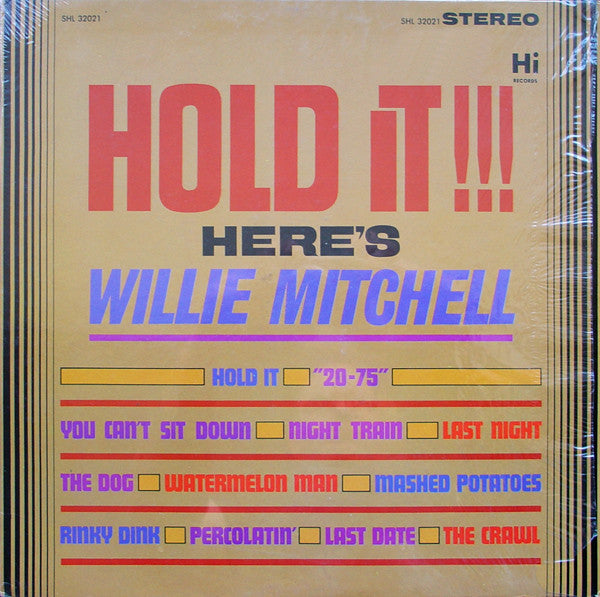 SHL 32021
SHL 32021 STEREO
Hi
RECORDS
HOLD IT!!!
HERE'S
WILLIE MITCHELL
HOLD IT "20-75"
YOU CAN'T SIT DOWN NIGHT TRAIN LAST NIGHT
THE DOG WATERMELON MAN MASHED POTATOES
RINKY DINK PERCOLATIN' LAST DATE THE CRAWL